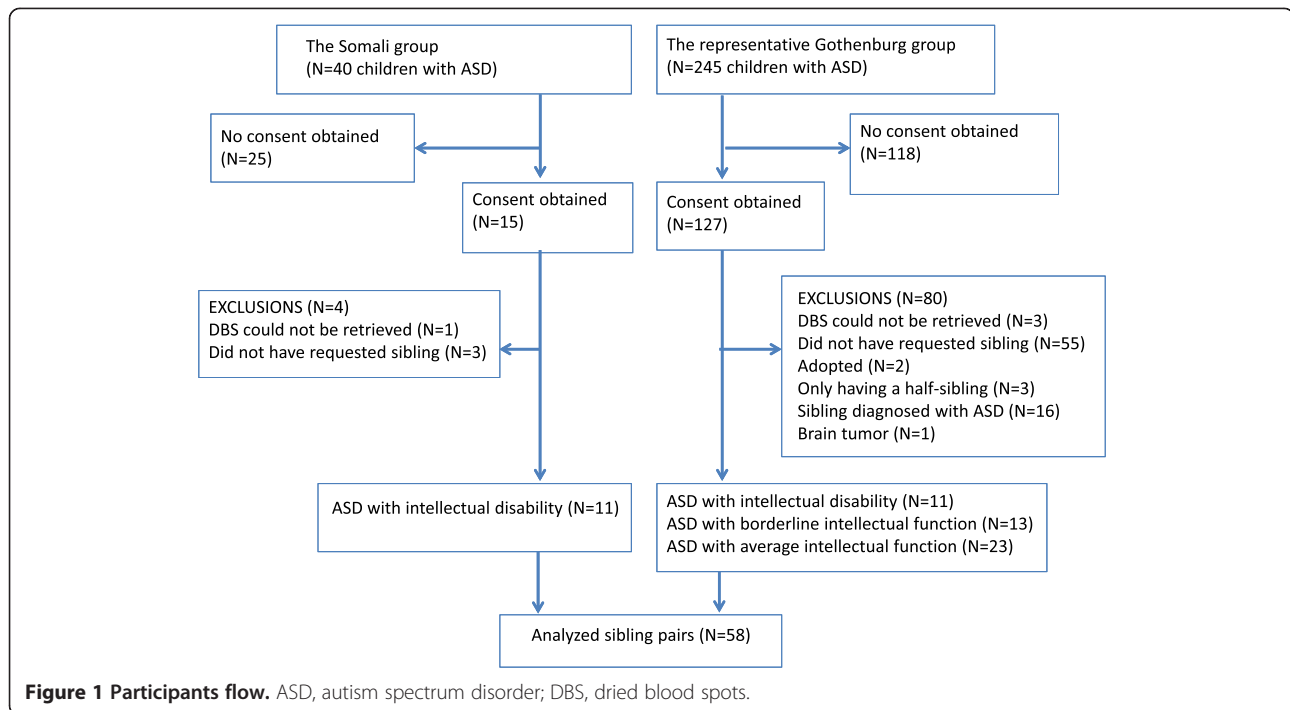 The Somali group
(N=40 children with ASD)
The representative Gothenburg group
(N=245 children with ASD)
No consent obtained
(N=25)
No consent obtained
(N=118)
Consent obtained
(N=15)
Consent obtained
(N=127)
EXCLUSIONS (N=4)
DBS could not be retrieved (N=1)
Did not have requested sibling (N=3)
EXCLUSIONS (N=80)
DBS could not be retrieved (N=3)
Did not have requested sibling (N=55)
Adopted (N=2)
Only having a half-sibling (N=3)
Sibling diagnosed with ASD (N=16)
Brain tumor (N=1)
ASD with intellectual disability (N=11)
ASD with intellectual disability (N=11)
ASD with borderline intellectual function (N=13)
ASD with average intellectual function (N=23)
Analyzed sibling pairs (N=58)
Figure 1 Participants flow. ASD, autism spectrum disorder; DBS, dried blood spots.